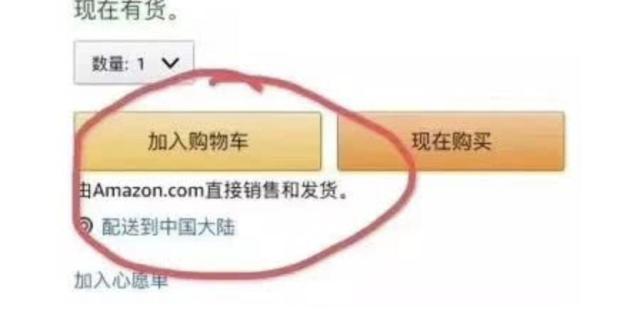 现在有货。
数量: 1
加入购物车 现在购买
由Amazon.com直接销售和发货。
配送到中国大陆
加入心愿单